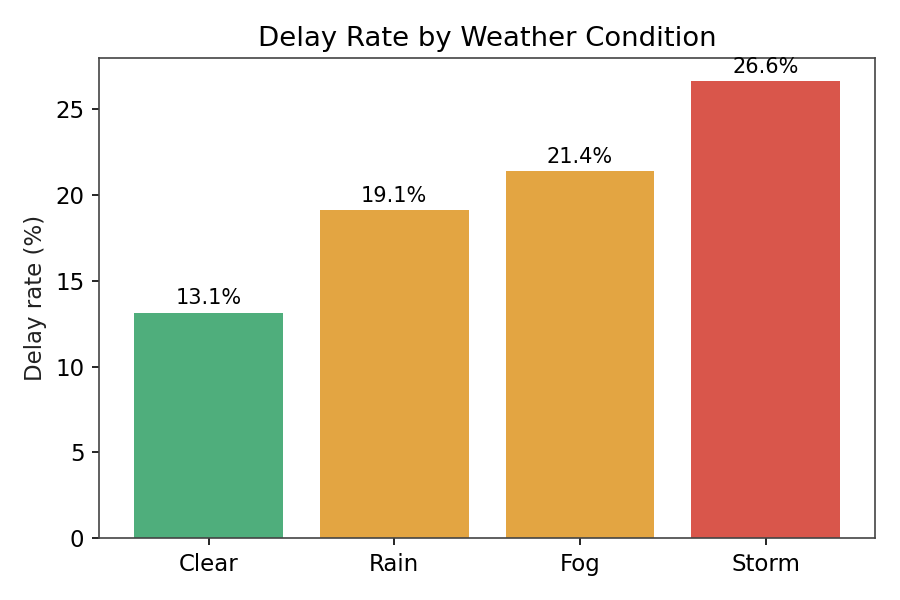 Delay Rate by Weather Condition
Delay rate (%)
25
20
15
10
5
0
13.1%
19.1%
21.4%
26.6%
Clear
Rain
Fog
Storm